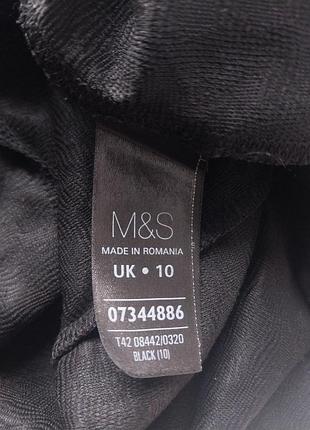 M&S
MADE IN ROMANIA
UK • 10
07344886
T42 08442/0320
BLACK (10)